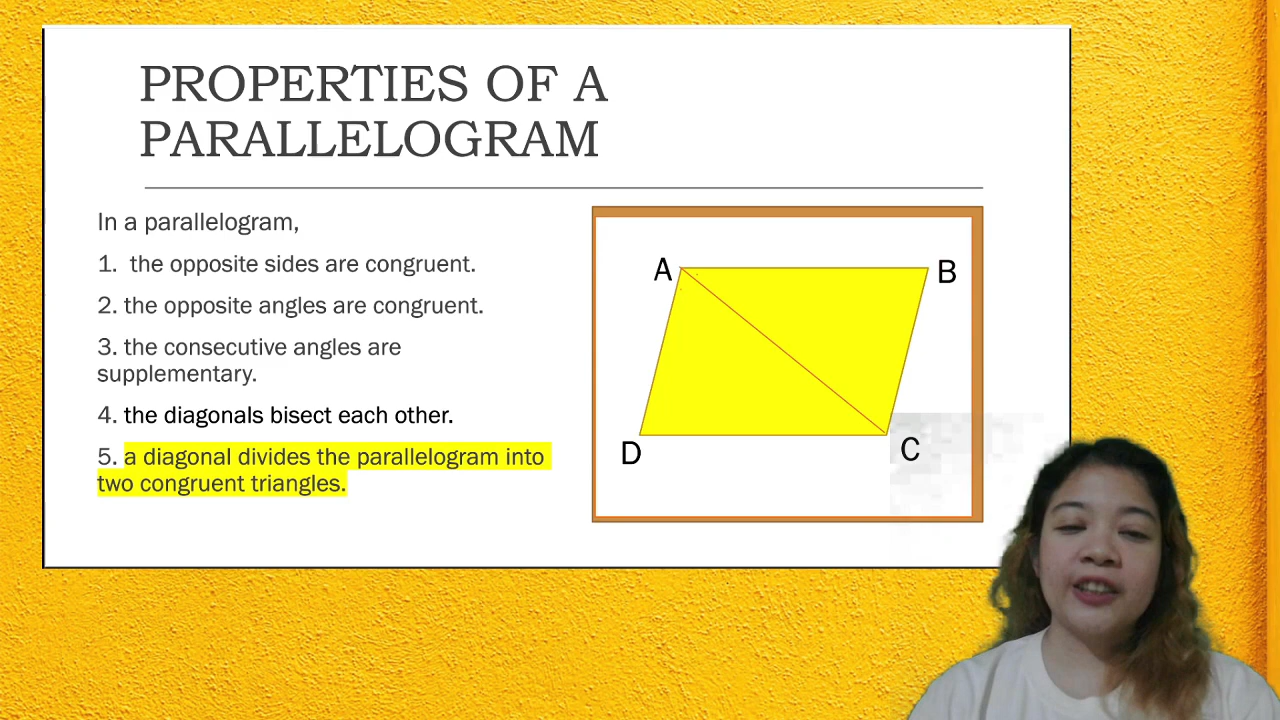 PROPERTIES OF A
PARALLELOGRAM
In a parallelogram,
1. the opposite sides are congruent.
2. the opposite angles are congruent.
3. the consecutive angles are
supplementary.
4. the diagonals bisect each other.
5. a diagonal divides the parallelogram into
two congruent triangles.
A
B
D
C